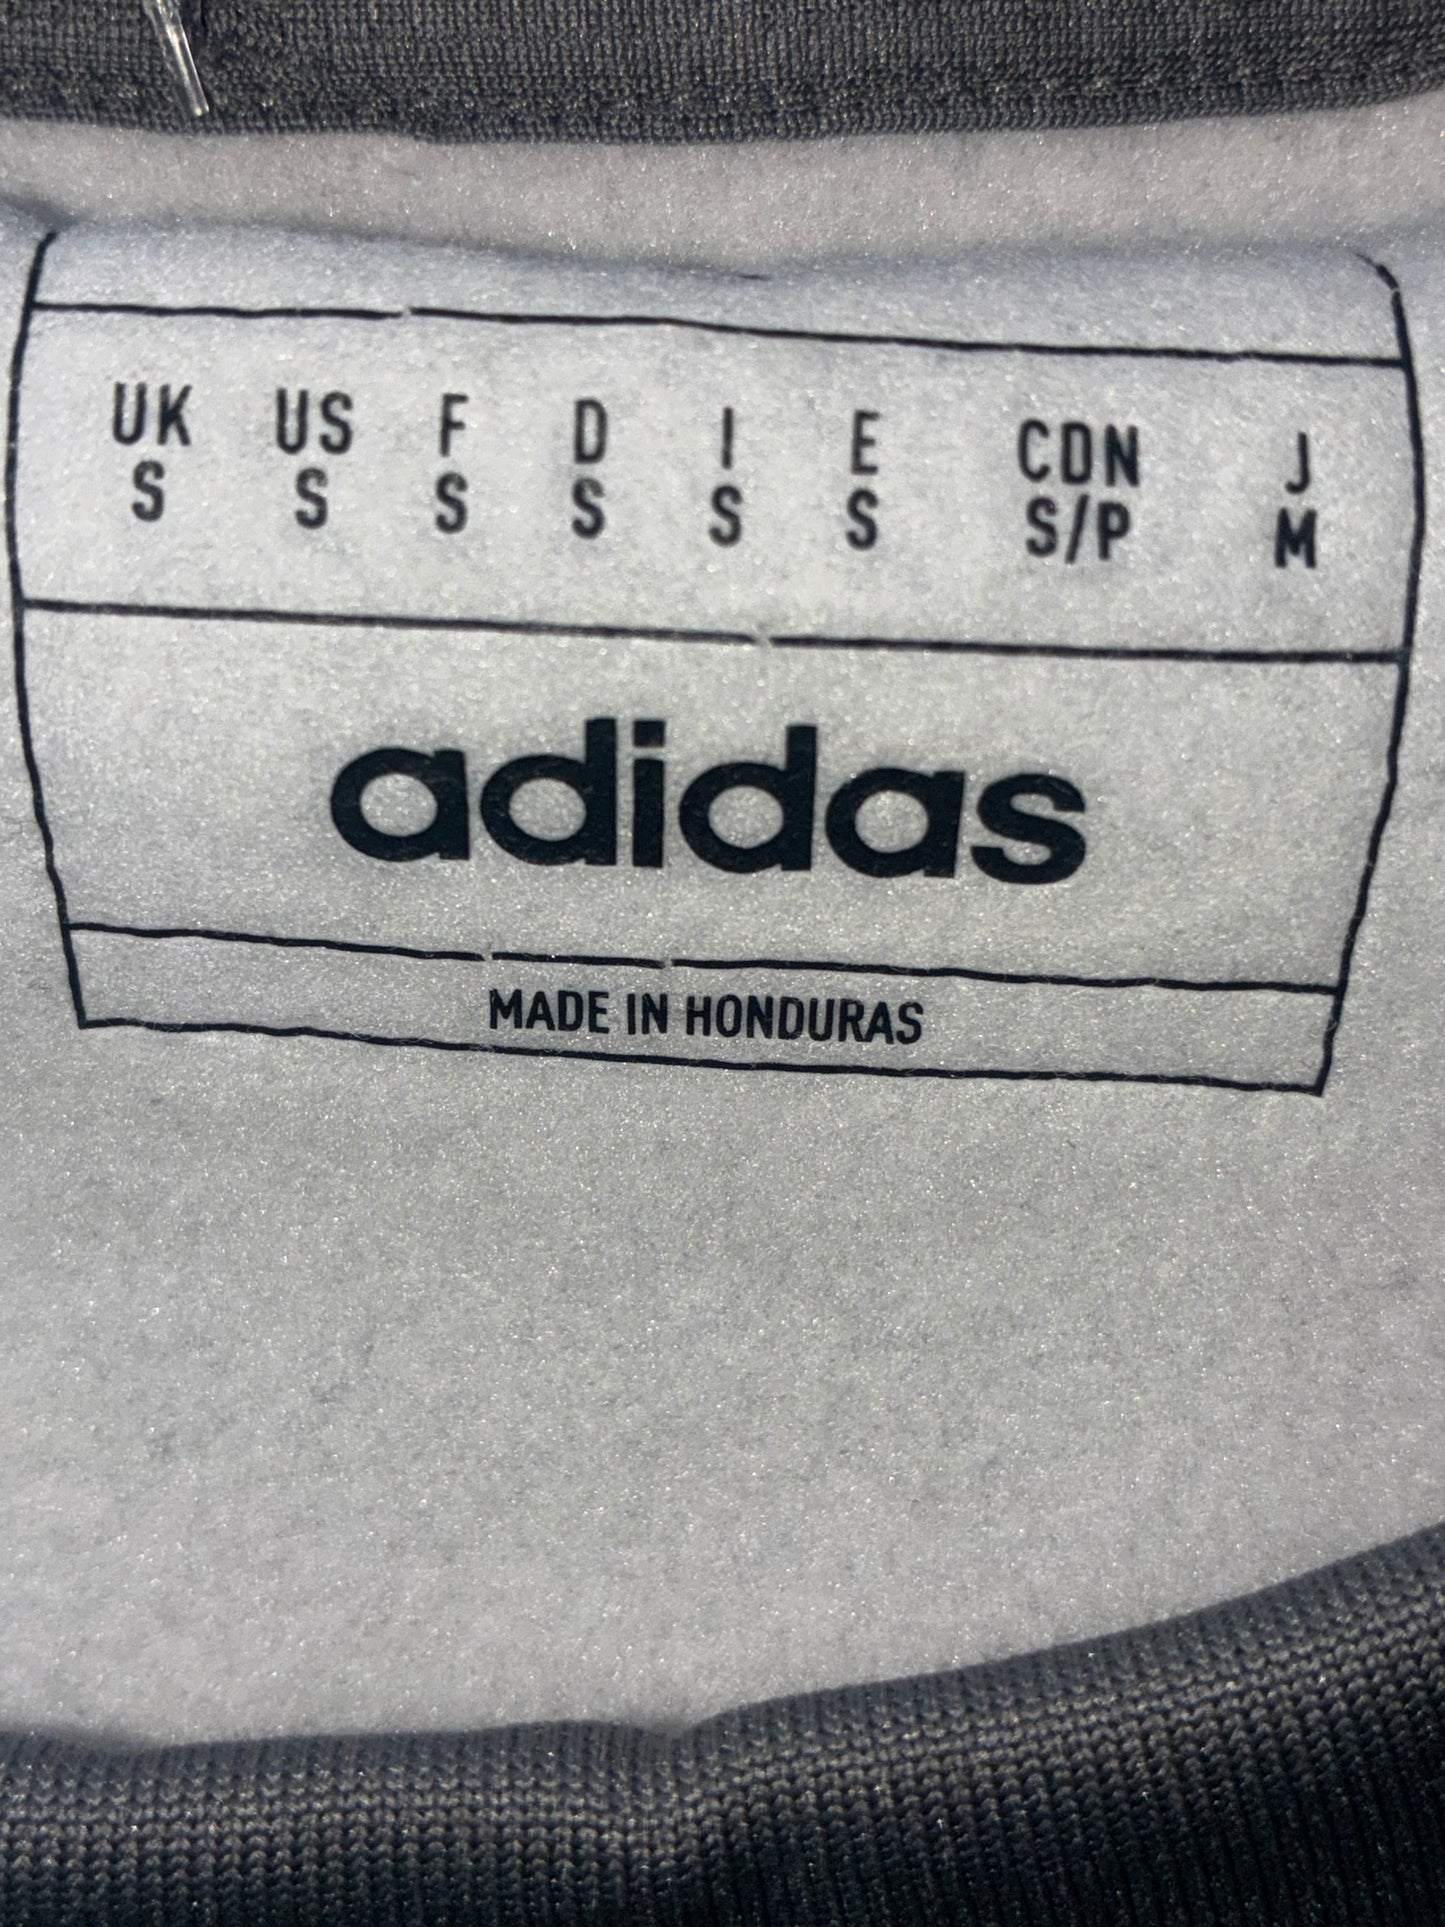 UK US F D I E CDN J
S S S S S S S/P M
adidas
MADE IN HONDURAS